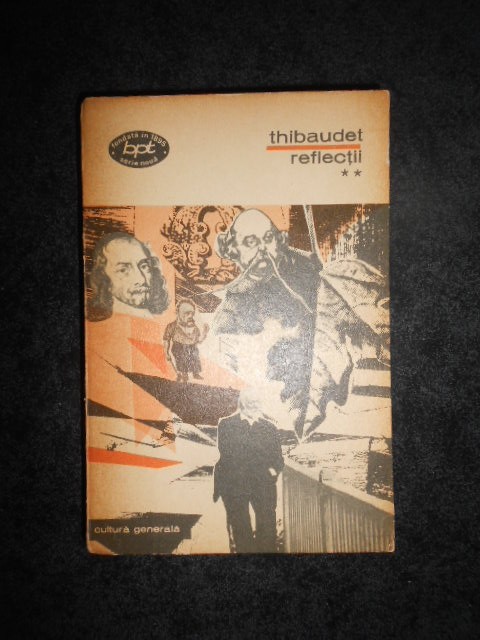 fondată în 1895
bpt
serie nouă
thibaudet
reflecții
**
cultură generală